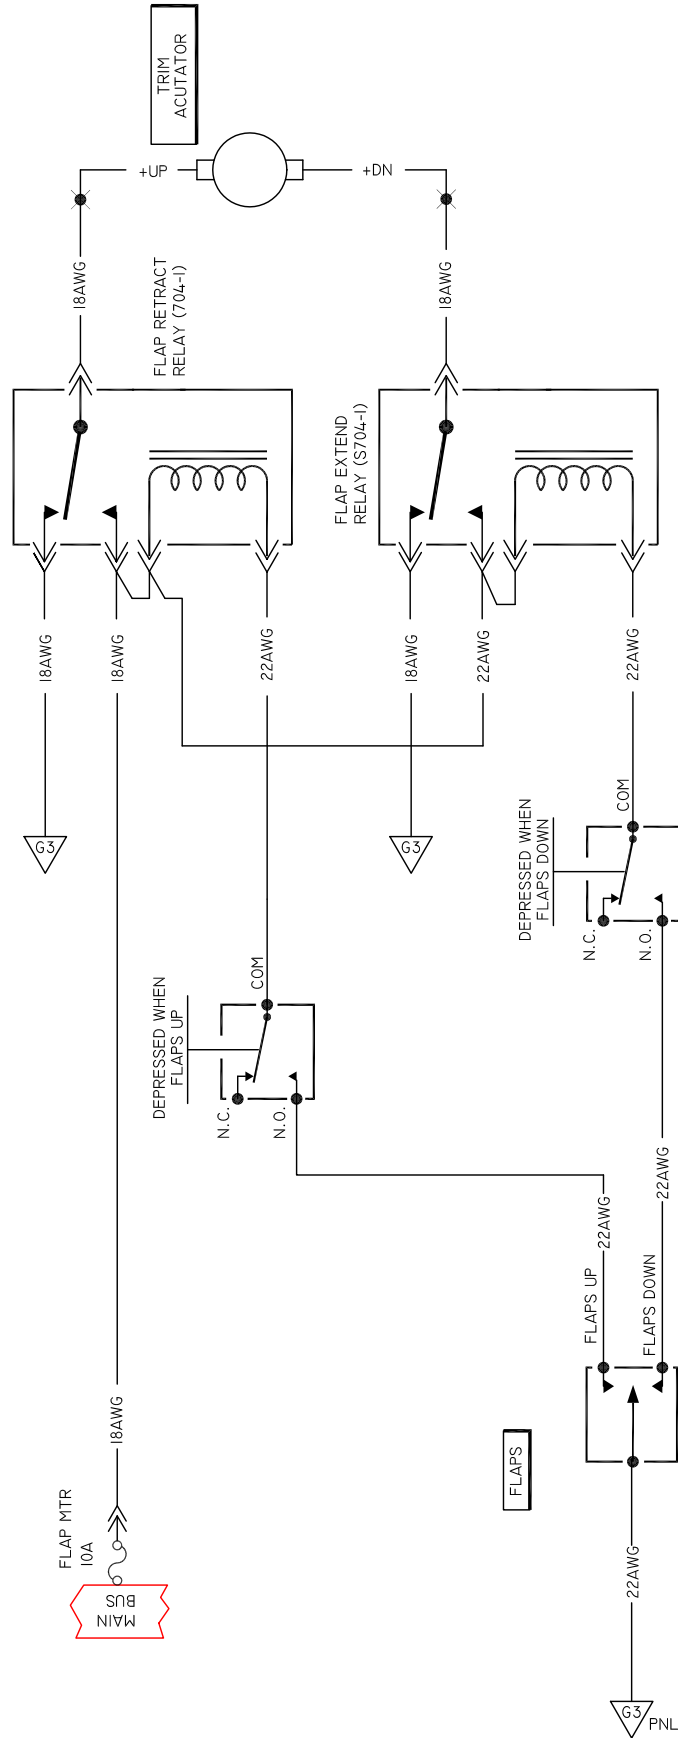 TRIM
ACUTATOR
+UP
+DN
18AWG
18AWG
FLAP RETRACT
RELAY (704-1)
FLAP EXTEND
RELAY (S704-1)
18AWG
18AWG
22AWG
18AWG
22AWG
22AWG
G3
G3
DEPRESSED WHEN
FLAPS DOWN
COM
N.C.
N.O.
DEPRESSED WHEN
FLAPS UP
COM
N.C.
N.O.
22AWG
22AWG
FLAPS UP
FLAPS DOWN
18AWG
FLAPS
FLAP MTR
10A
MAIN
BUS
22AWG
G3
PNL